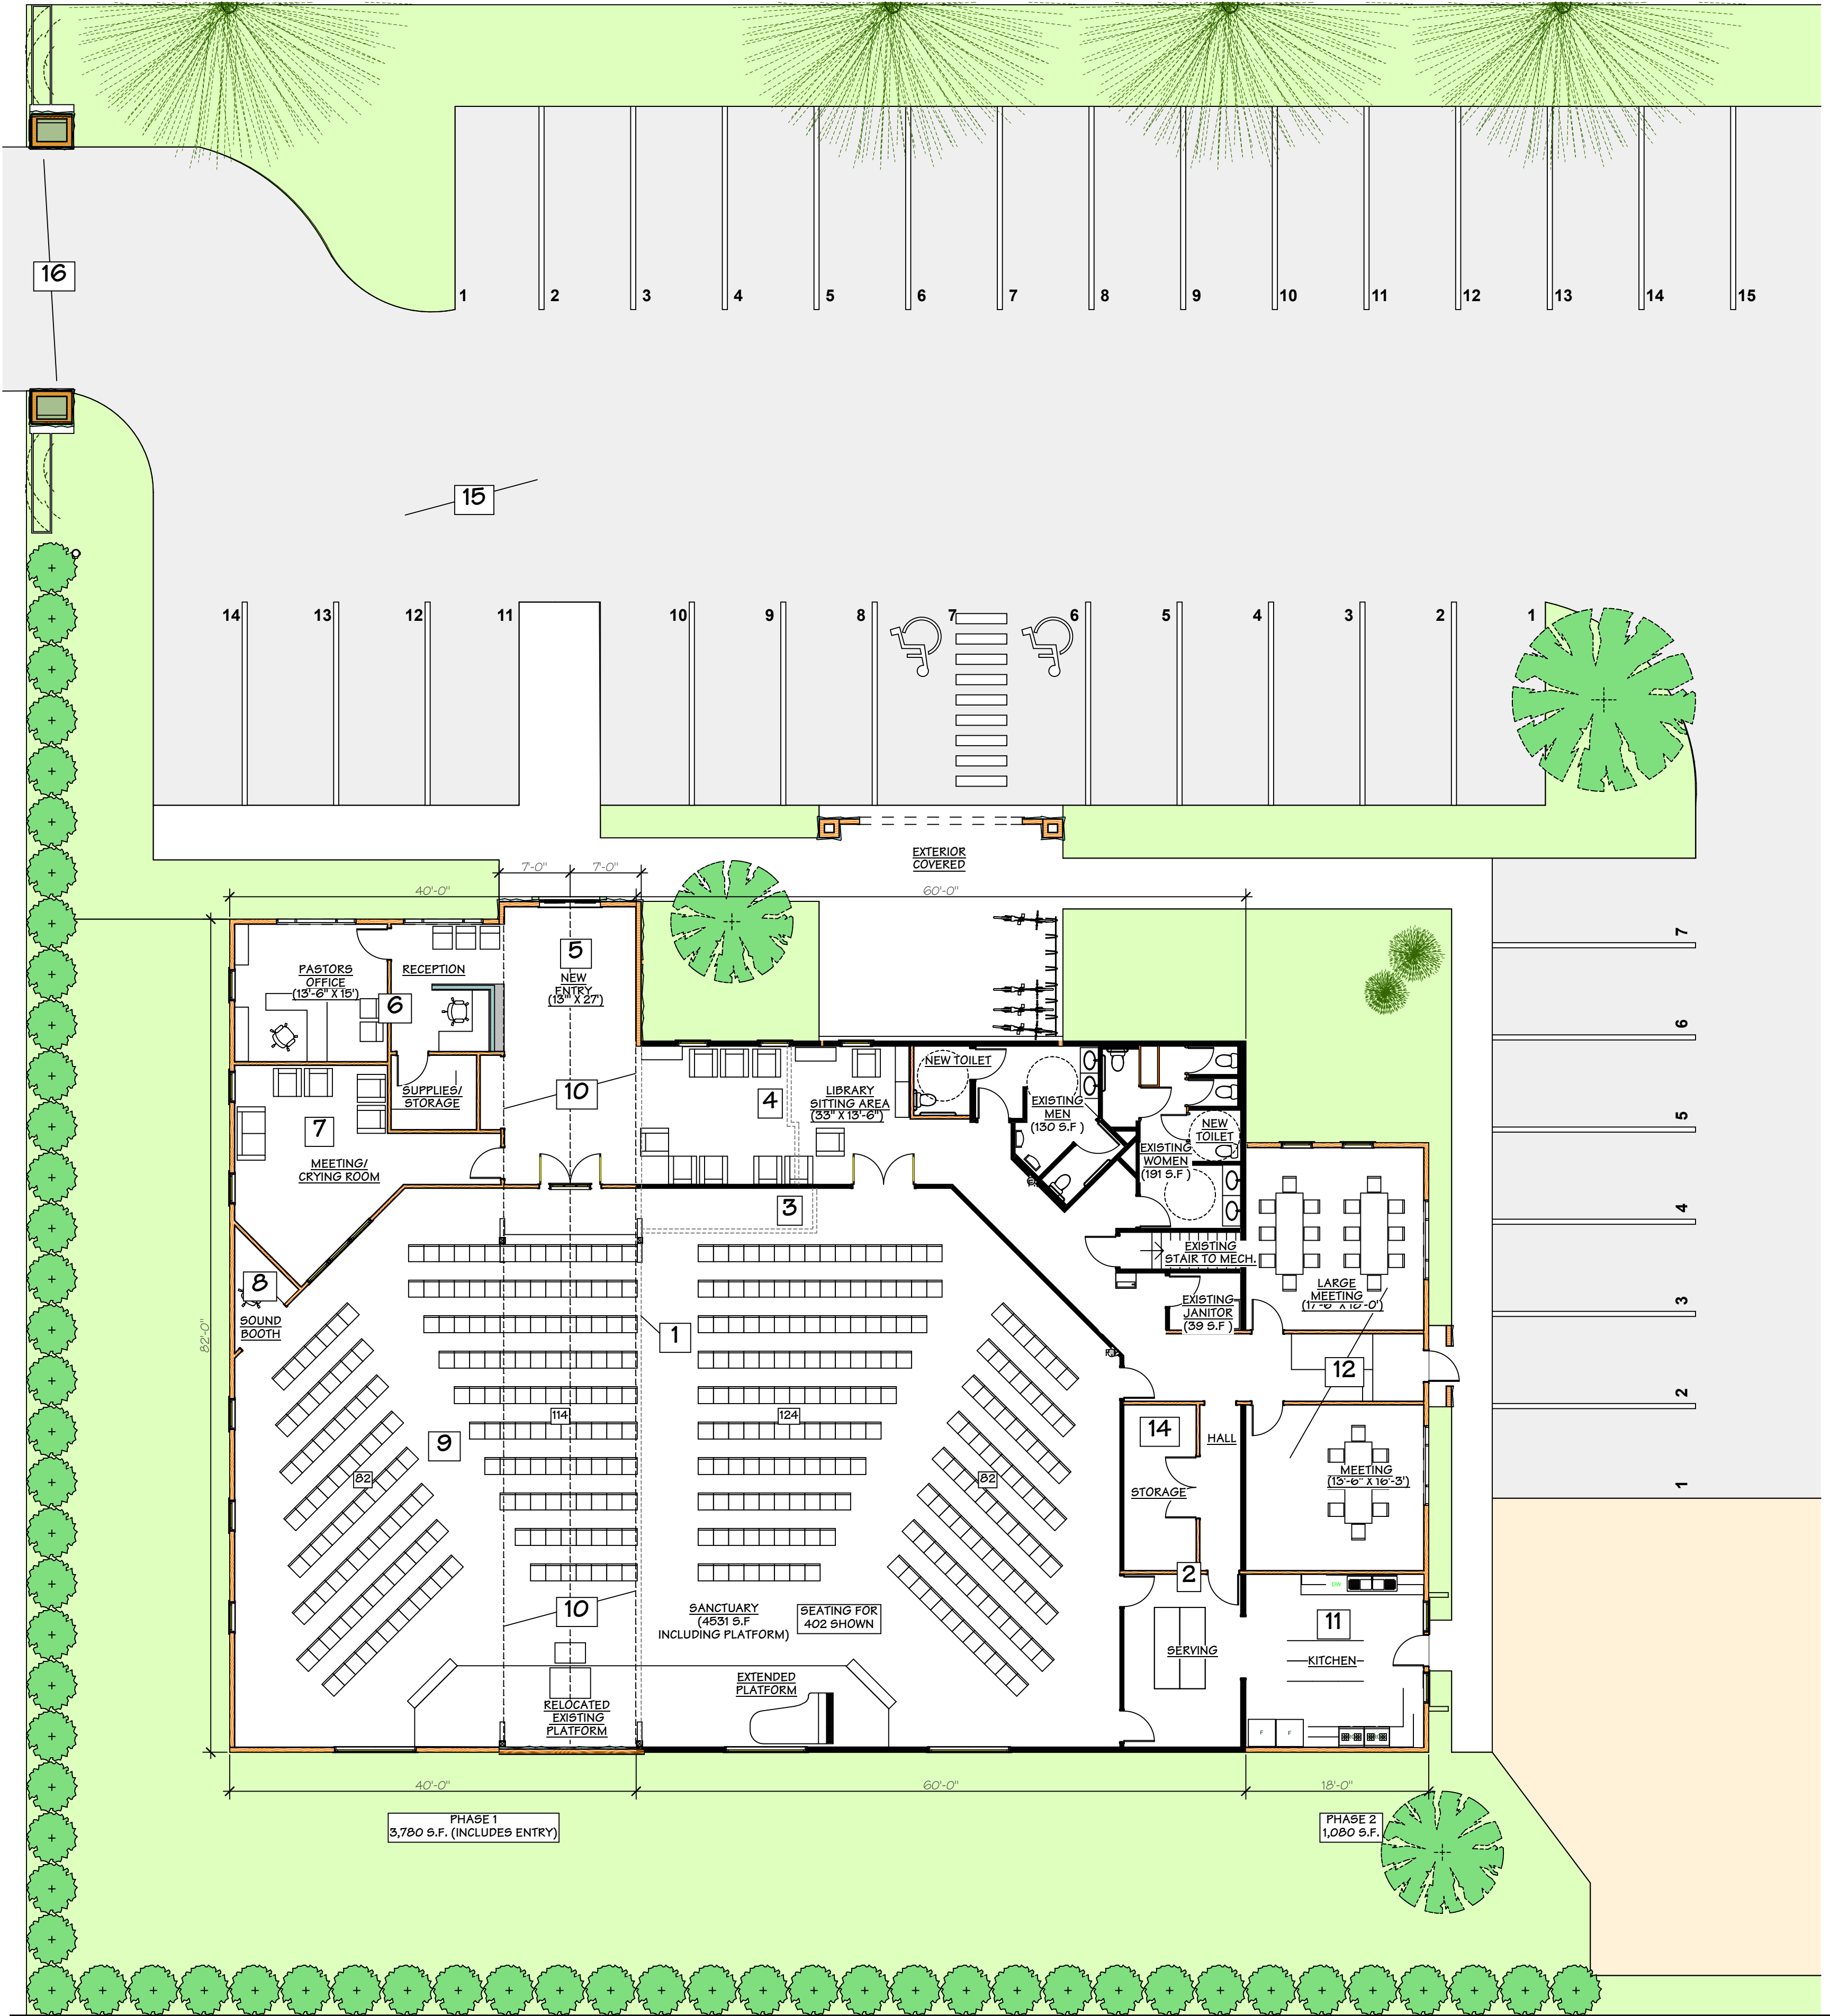 16
1 2 3 4 5 6 7 8 9 10 11 12 13 14 15
15
14 13 12 11 10 9 8 7 6 5 4 3 2 1
EXTERIOR
COVERED
7'-0" 7'-0"
40'-0" 60'-0"
7
6
5
4
3
2
1
5
NEW
ENTRY
(13'" X 27')
PASTORS
OFFICE
(13'-6" X 15')
RECEPTION
6
SUPPLIES/
STORAGE
10
4
LIBRARY
SITTING AREA
(33" X 13'-6")
NEW TOILET
EXISTING
MEN
(130 S.F )
NEW
TOILET
EXISTING
WOMEN
(191 S.F )
7
MEETING/
CRYING ROOM
3
EXISTING
STAIR TO MECH.
8
SOUND
BOOTH
82'-0"
EXISTING
JANITOR
(39 S.F )
LARGE
MEETING
1
12
114
124
9
82
82
14
HALL
STORAGE
MEETING
(13'-6" X 16'-3')
2
DW
10
SANCTUARY
(4531 S.F
INCLUDING PLATFORM)
SEATING FOR
402 SHOWN
11
SERVING
KITCHEN
EXTENDED
PLATFORM
RELOCATED
EXISTING
PLATFORM
F F
40'-0" 60'-0" 18'-0"
PHASE 1
3,780 S.F. (INCLUDES ENTRY)
PHASE 2
1,080 S.F.